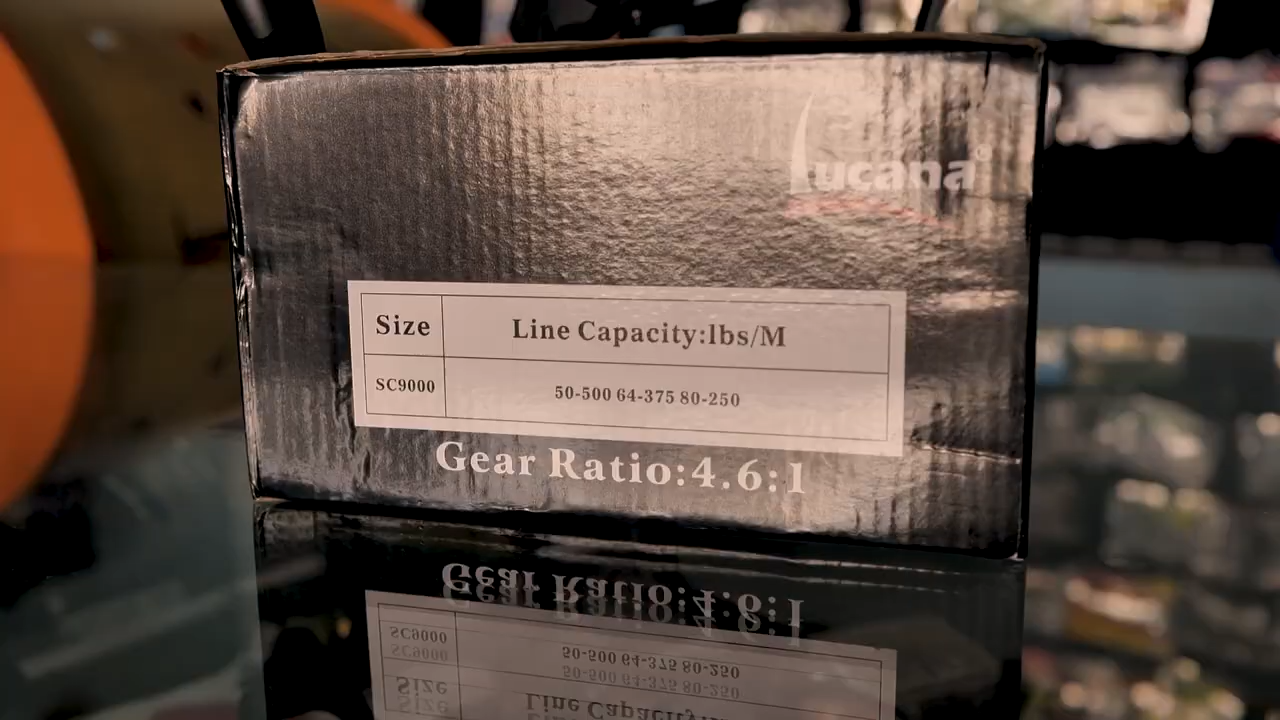 Lucana®
Size Line Capacity:lbs/M
SC9000 50-500 64-375 80-250
Gear Ratio:4.6:1